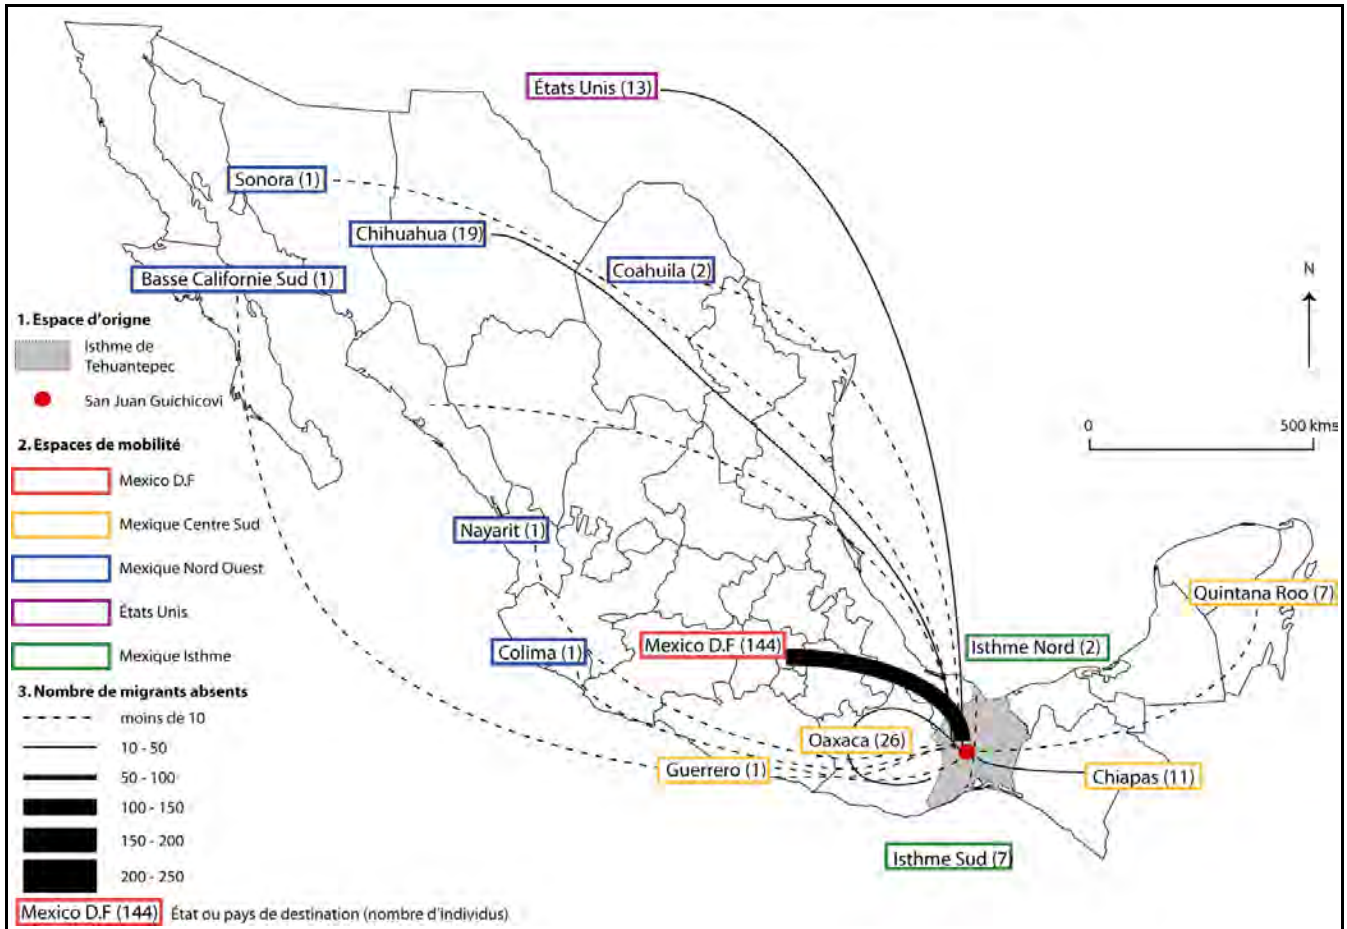 États Unis (13)
Sonora (1)
Chihuahua (19)
Coahuila (2)
Basse Californie Sud (1)
N
1. Espace d'origne
Isthme de
Tehuantepec
San Juan Guichicovi
0 500 kms
2. Espaces de mobilité
Mexico D.F
Mexique Centre Sud
Mexique Nord Ouest
États Unis
Mexique Isthme
Nayarit (1)
Quintana Roo (7)
Colima (1)
Mexico D.F (144)
Isthme Nord (2)
Oaxaca (26)
Guerrero (1)
Chiapas (11)
Isthme Sud (7)
3. Nombre de migrants absents
moins de 10
10 - 50
50 - 100
100 - 150
150 - 200
200 - 250
Mexico D.F (144) État ou pays de destination (nombre d'individus)